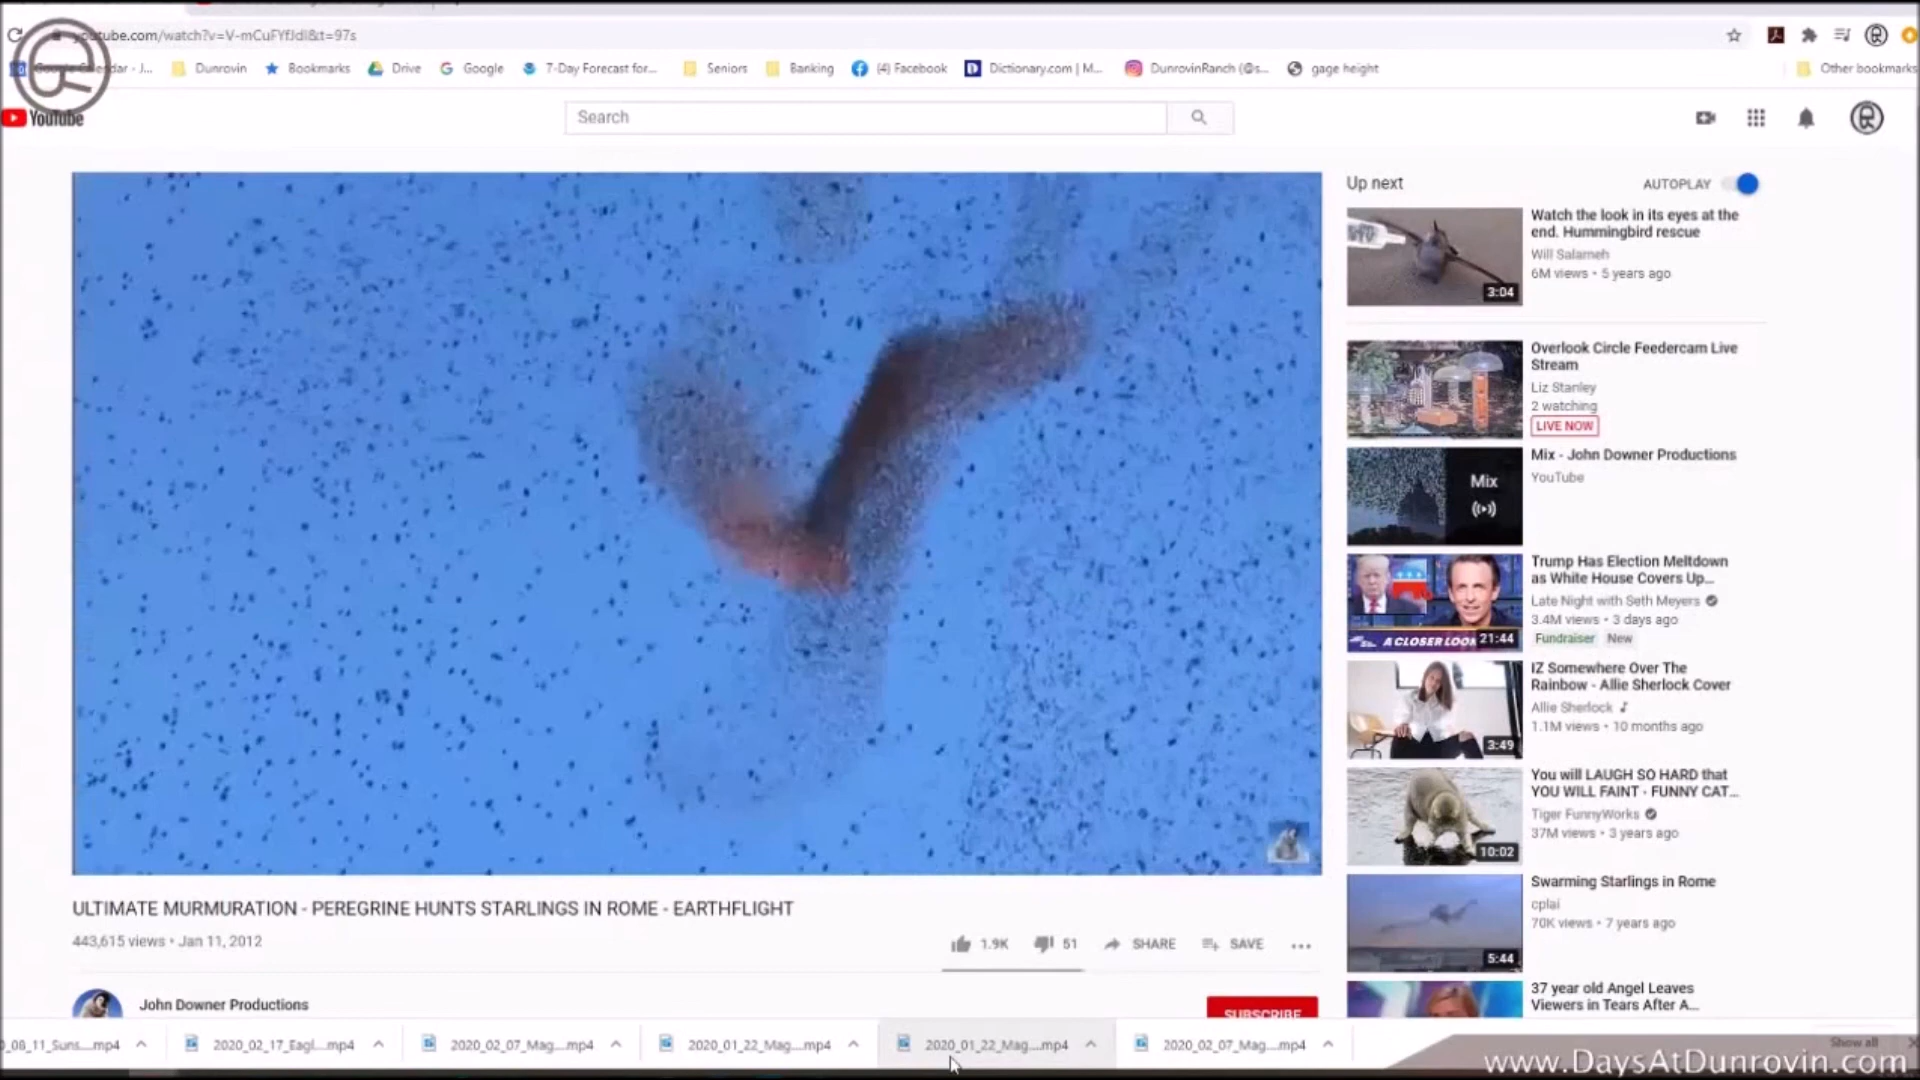 youtube.com/watch?v=V-mCuFYfJdI&t=97s
Google Calendar - J... Dunrovin Bookmarks Drive Google 7-Day Forecast for... Seniors Banking (4) Facebook Dictionary.com | M... DunrovinRanch (@s... gage height Other bookmarks
YouTube
Search
Up next AUTOPLAY
Watch the look in its eyes at the
end. Hummingbird rescue
Will Salameh
6M views • 5 years ago
3:04
Overlook Circle Feedercam Live
Stream
Liz Stanley
2 watching
LIVE NOW
Mix - John Downer Productions
YouTube
Mix
Trump Has Election Meltdown
as White House Covers Up...
Late Night with Seth Meyers
3.4M views • 3 days ago
Fundraiser New
A CLOSER LOOK
21:44
IZ Somewhere Over The
Rainbow - Allie Sherlock Cover
Allie Sherlock
1.1M views • 10 months ago
3:49
You will LAUGH SO HARD that
YOU WILL FAINT - FUNNY CAT...
Tiger FunnyWorks
37M views • 3 years ago
10:02
Swarming Starlings in Rome
cplai
70K views • 7 years ago
5:44
37 year old Angel Leaves
Viewers in Tears After A...
ULTIMATE MURMURATION - PEREGRINE HUNTS STARLINGS IN ROME - EARTHFLIGHT
443,615 views • Jan 11, 2012
1.9K 51 SHARE SAVE
John Downer Productions
SUBSCRIBE
0_08_11_Suns....mp4 2020_02_17_Eagl....mp4 2020_02_07_Mag....mp4 2020_01_22_Mag....mp4 2020_01_22_Mag....mp4 2020_02_07_Mag....mp4 Show all
www.DaysAtDunrovin.com